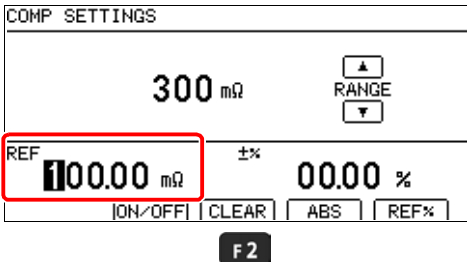 COMP SETTINGS
300 mΩ
▲
RANGE
▼
REF ±%
100.00 mΩ 00.00 %
ON/OFF CLEAR ABS REF%
F2